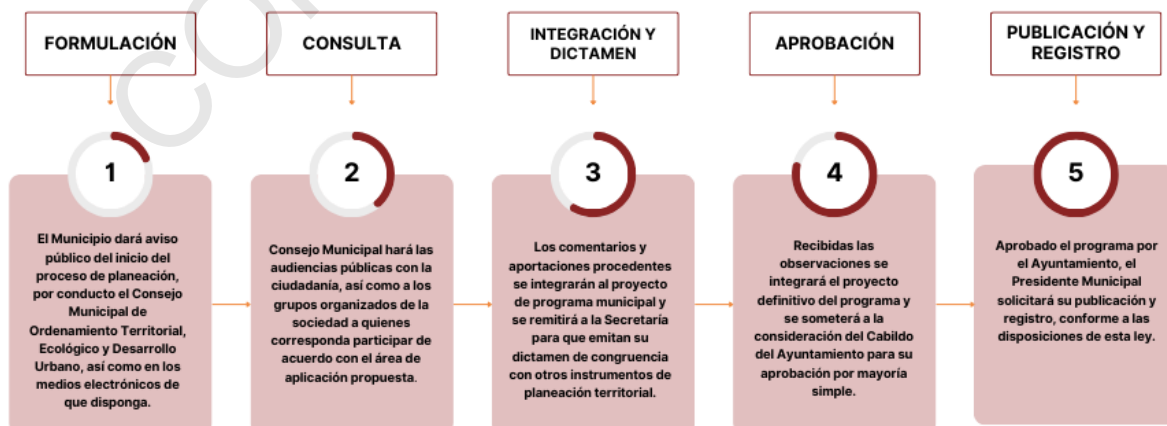 FORMULACIÓN
CONSULTA
INTEGRACIÓN Y
DICTAMEN
APROBACIÓN
PUBLICACIÓN Y
REGISTRO
1
El Municipio dará aviso
público del inicio del
proceso de planeación,
por conducto el Consejo
Municipal de
Ordenamiento Territorial,
Ecológico y Desarrollo
Urbano, así como en los
medios electrónicos de
que disponga.
2
Consejo Municipal hará las
audiencias públicas con la
ciudadanía, así como a los
grupos organizados de la
sociedad a quienes
corresponda participar de
acuerdo con el área de
aplicación propuesta.
3
Los comentarios y
aportaciones procedentes
se integrarán al proyecto
de programa municipal y
se remitirá a la Secretaría
para que emitan su
dictamen de congruencia
con otros instrumentos de
planeación territorial.
4
Recibidas las
observaciones se
integrará el proyecto
definitivo del programa y
se someterá a la
consideración del Cabildo
del Ayuntamiento para su
aprobación por mayoría
simple.
5
Aprobado el programa por
el Ayuntamiento, el
Presidente Municipal
solicitará su publicación y
registro, conforme a las
disposiciones de esta ley.